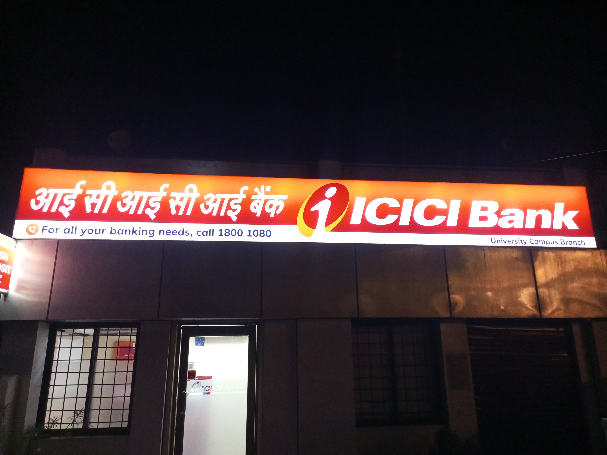 आई सी आई सी आई बैंक
i ICICI Bank
For all your banking needs, call 1800 1080
University Campus Branch